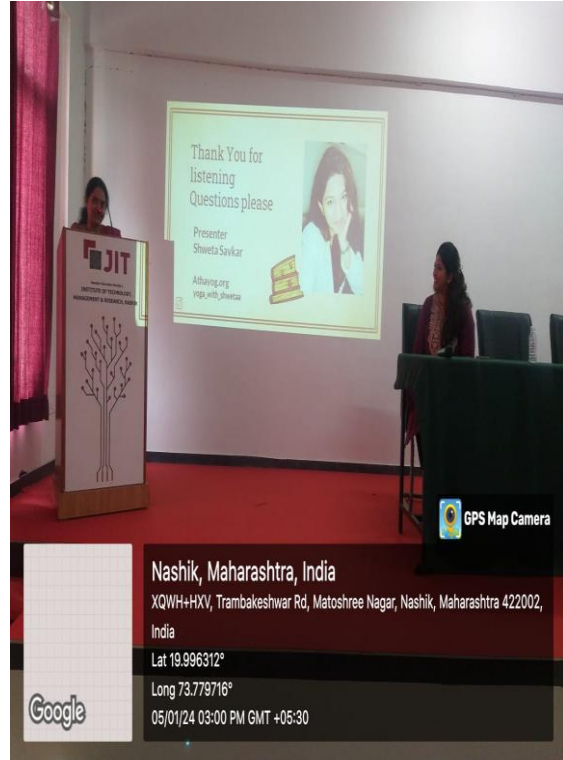 Thank You for
listening
Questions please
Presenter
Shweta Savkar
Athayog.org
yoga_with_shwetaa
JIT
INSTITUTE OF TECHNOLOGY,
MANAGEMENT & RESEARCH, NASHIK
GPS Map Camera
Nashik, Maharashtra, India
XQWH+HXV, Trambakeshwar Rd, Matoshree Nagar, Nashik, Maharashtra 422002,
India
Lat 19.996312°
Long 73.779716°
05/01/24 03:00 PM GMT +05:30
Google